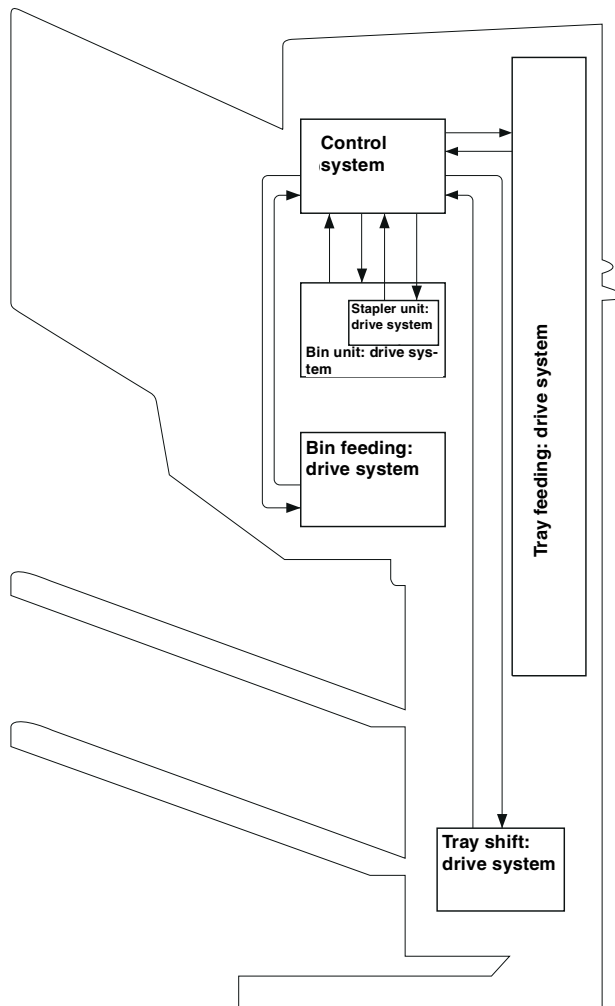 Control
system
Stapler unit:
drive system
Bin unit: drive sys-
tem
Bin feeding:
drive system
Tray feeding: drive system
Tray shift:
drive system